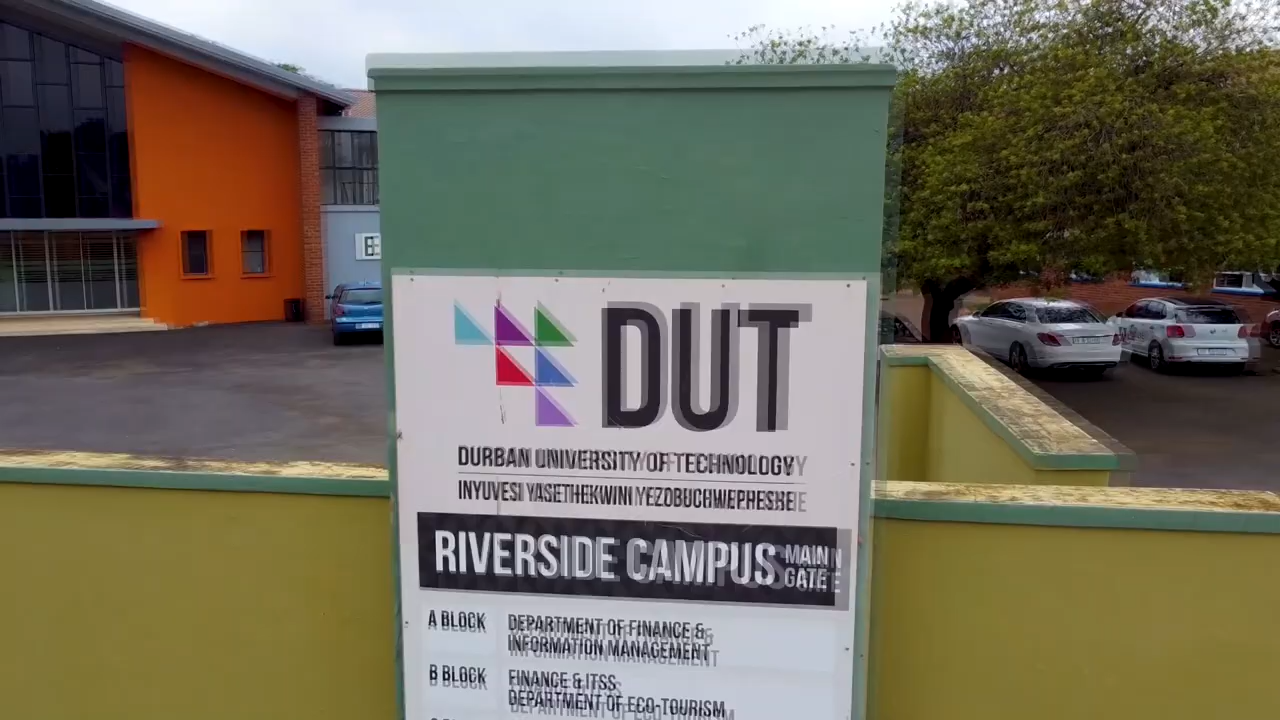 DUT
DURBAN UNIVERSITY OF TECHNOLOGY
INYUVESI YASETHEKWINI YEZOBUCHWEPHESHE
RIVERSIDE CAMPUS MAIN GATE
A BLOCK DEPARTMENT OF FINANCE &
INFORMATION MANAGEMENT
B BLOCK FINANCE & ITSS
DEPARTMENT OF ECO-TOURISM
E